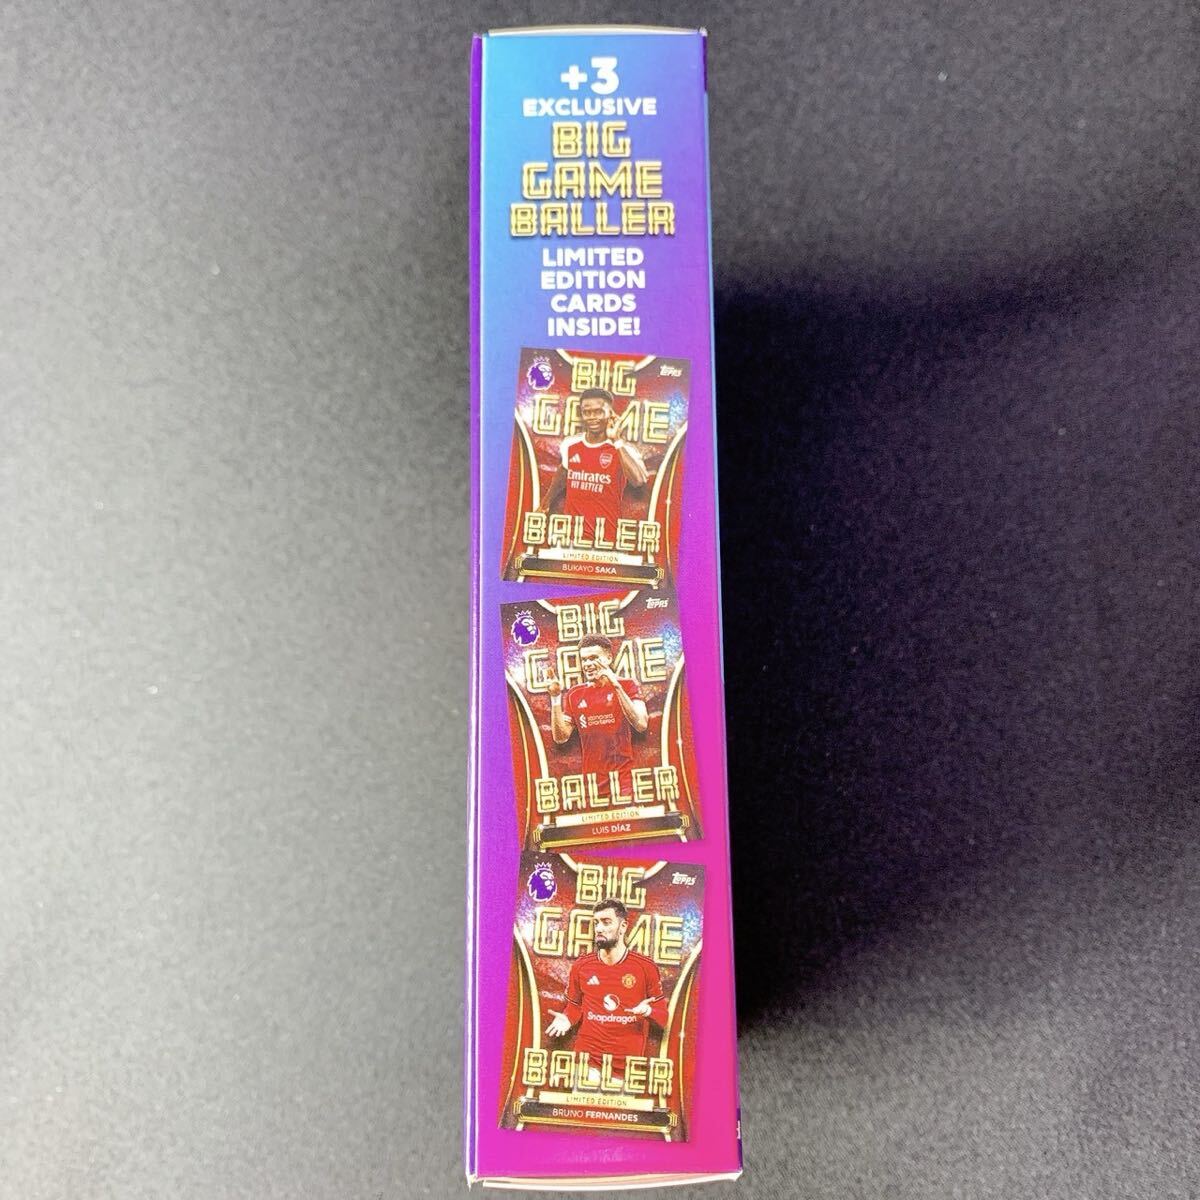 +3
EXCLUSIVE
BIG
GAME
BALLER
LIMITED
EDITION
CARDS
INSIDE!
BIG
Topps
GAME
Emirates
FLY BETTER
BALLER
LIMITED EDITION
BUKAYO SAKA
BIG
Topps
GAME
standard
chartered
BALLER
LIMITED EDITION
LUIS DÍAZ
BIG
Topps
GAME
Snapdragon
BALLER
LIMITED EDITION
BRUNO FERNANDES